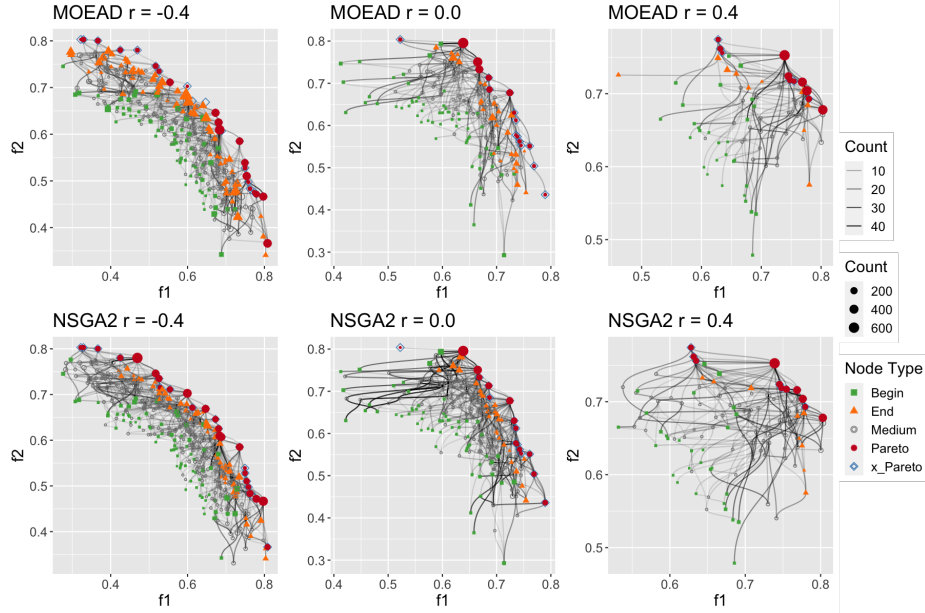 MOEAD r = -0.4
0.8
0.7
0.6
0.5
0.4
f2
0.4
0.6
0.8
f1
MOEAD r = 0.0
0.8
0.7
0.6
0.5
0.4
0.3
f2
0.4
0.5
0.6
0.7
0.8
f1
MOEAD r = 0.4
0.7
0.6
0.5
f2
0.5
0.6
0.7
0.8
f1
NSGA2 r = -0.4
0.8
0.7
0.6
0.5
0.4
f2
0.4
0.6
0.8
f1
NSGA2 r = 0.0
0.8
0.7
0.6
0.5
0.4
0.3
f2
0.4
0.5
0.6
0.7
0.8
f1
NSGA2 r = 0.4
0.7
0.6
0.5
f2
0.6
0.7
0.8
f1
Count
10
20
30
40
Count
200
400
600
Node Type
Begin
End
Medium
Pareto
x_Pareto